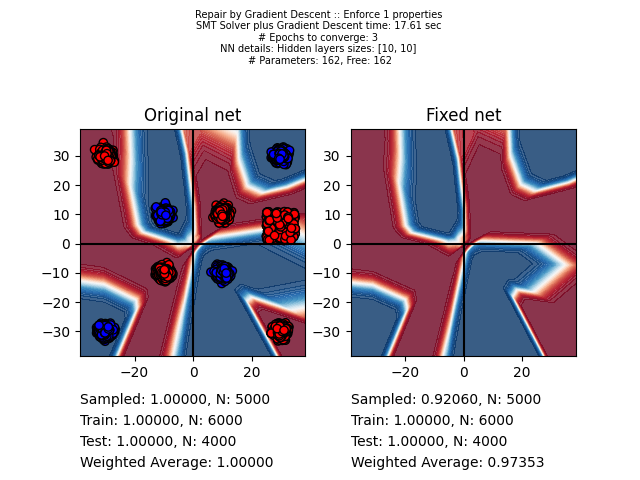 Repair by Gradient Descent :: Enforce 1 properties
SMT Solver plus Gradient Descent time: 17.61 sec
# Epochs to converge: 3
NN details: Hidden layers sizes: [10, 10]
# Parameters: 162, Free: 162
Original net
Fixed net
30
20
10
0
−10
−20
−30
−20
0
20
30
20
10
0
−10
−20
−30
−20
0
20
Sampled: 1.00000, N: 5000
Train: 1.00000, N: 6000
Test: 1.00000, N: 4000
Weighted Average: 1.00000
Sampled: 0.92060, N: 5000
Train: 1.00000, N: 6000
Test: 1.00000, N: 4000
Weighted Average: 0.97353